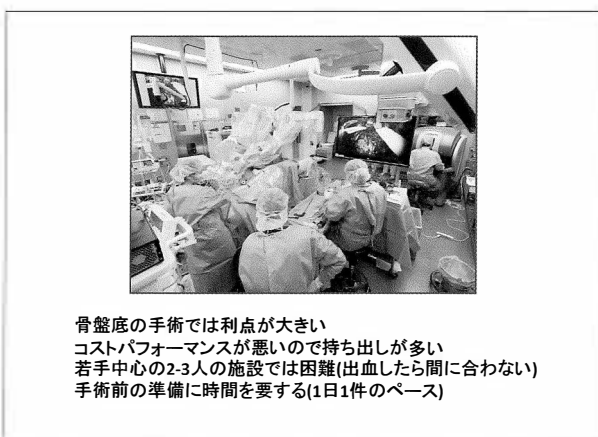 骨盤底の手術では利点が大きい
コストパフォーマンスが悪いので持ち出しが多い
若手中心の2-3人の施設では困難(出血したら間に合わない)
手術前の準備に時間を要する(1日1件のペース)